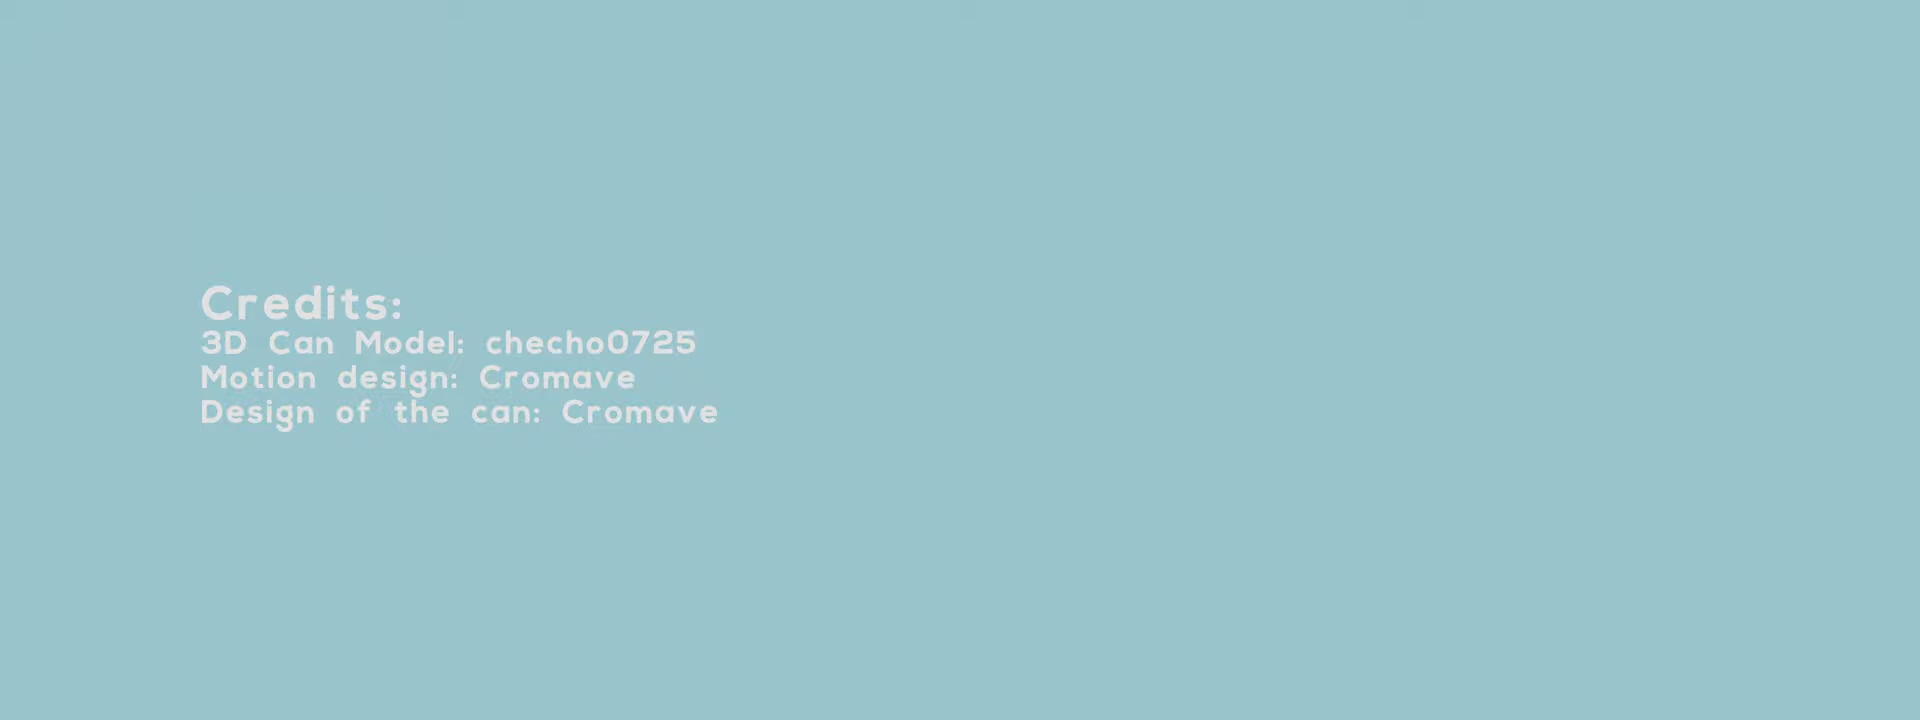 Credits:
3D Can Model: checho0725
Motion design: Cromave
Design of the can: Cromave